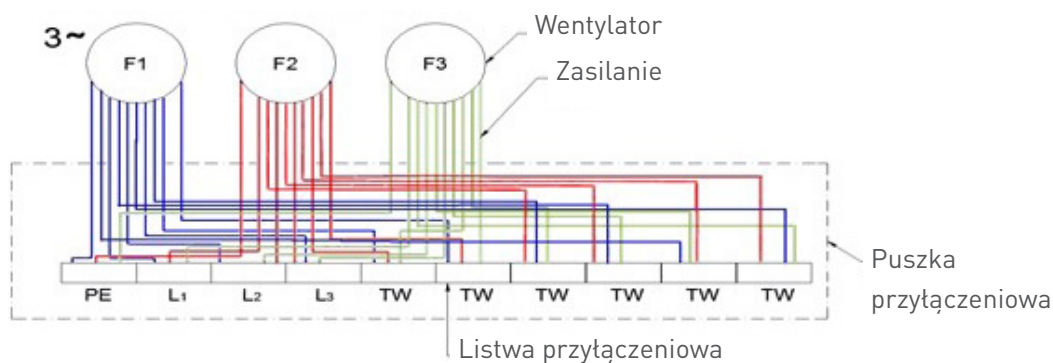 3~
F1 F2 F3
Wentylator
Zasilanie
PE L1 L2 L3 TW TW TW TW TW TW
Puszka
przyłączeniowa
Listwa przyłączeniowa